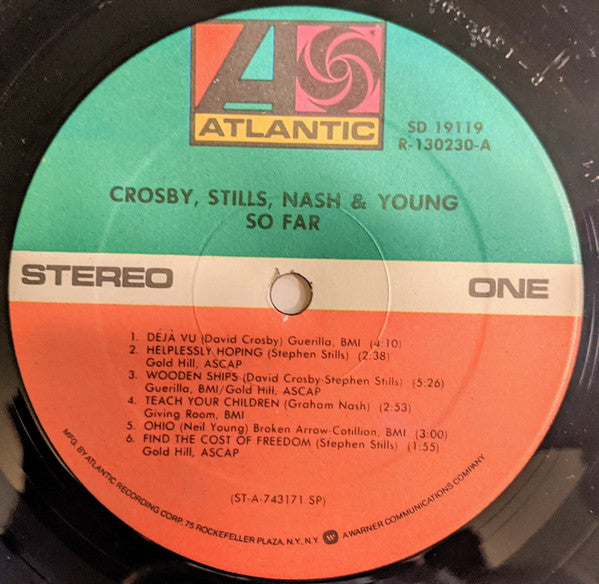 ATLANTIC
SD 19119
R-130230-A
CROSBY, STILLS, NASH & YOUNG
SO FAR
STEREO
ONE
1. DEJÀ VU (David Crosby) Guerilla, BMI (4:10)
2. HELPLESSLY HOPING (Stephen Stills) (2:38)
Gold Hill, ASCAP
3. WOODEN SHIPS (David Crosby-Stephen Stills) (5:26)
Guerilla, BMI/Gold Hill, ASCAP
4. TEACH YOUR CHILDREN (Graham Nash) (2:53)
Giving Room, BMI
5. OHIO (Neil Young) Broken Arrow-Cotillion, BMI (3:00)
6. FIND THE COST OF FREEDOM (Stephen Stills) (1:55)
Gold Hill, ASCAP
(ST-A-743171 SP)
MFG. BY ATLANTIC RECORDING CORP. 75 ROCKEFELLER PLAZA, N.Y., N.Y. A WARNER COMMUNICATIONS COMPANY